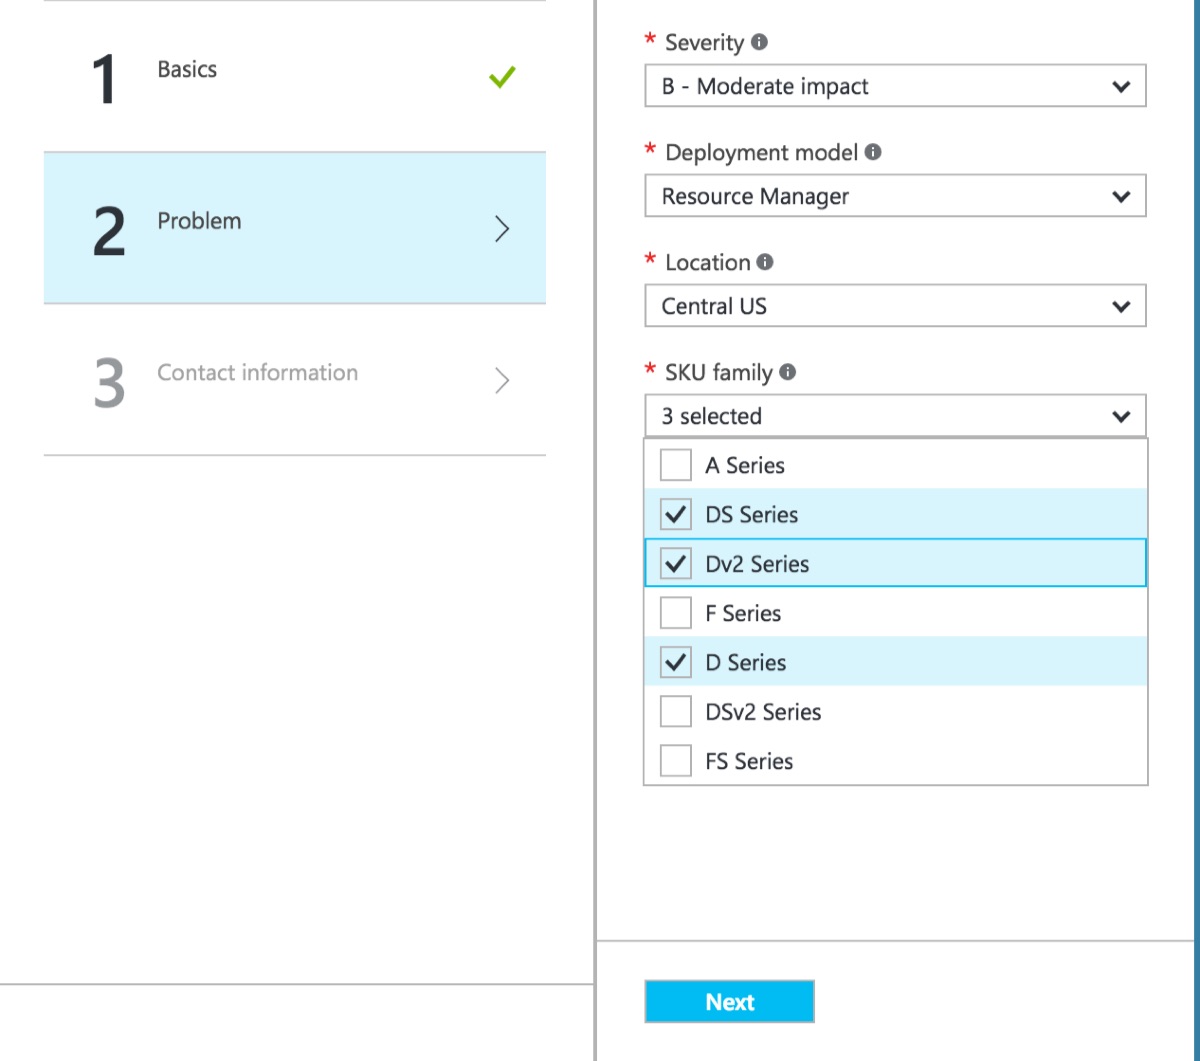 1 Basics
2 Problem
3 Contact information
* Severity
B - Moderate impact
* Deployment model
Resource Manager
* Location
Central US
* SKU family
3 selected
A Series
DS Series
Dv2 Series
F Series
D Series
DSv2 Series
FS Series
Next